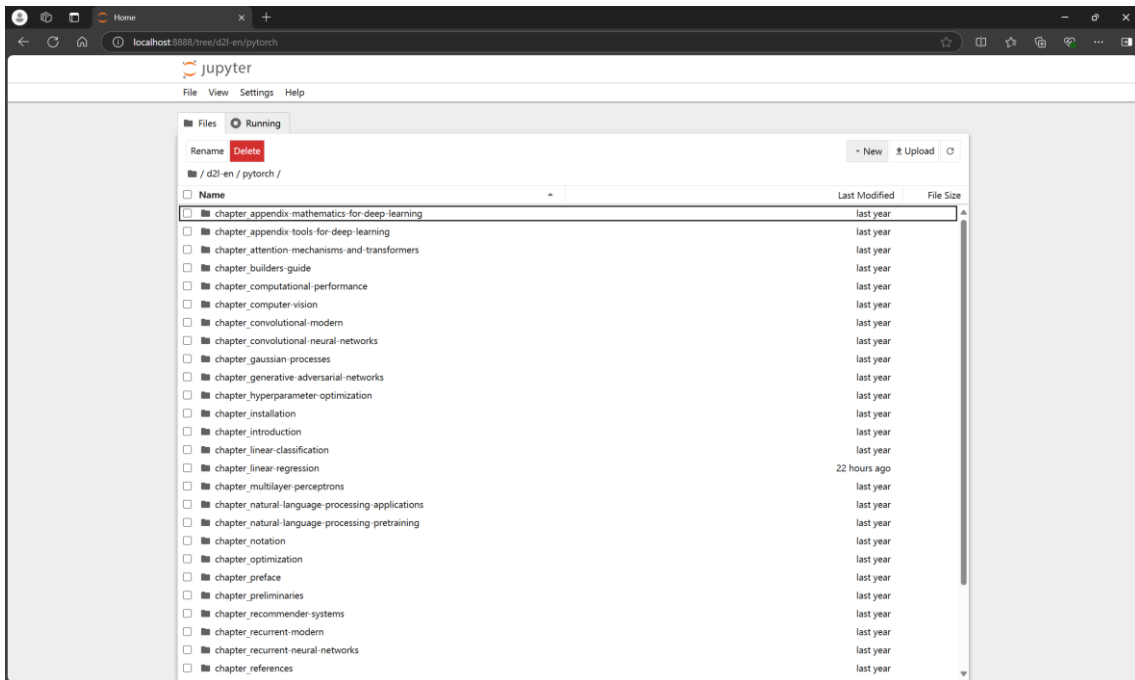 Home
localhost:8888/tree/d2l-en/pytorch
jupyter
File View Settings Help
Files Running
Rename Delete New Upload
/ d2l-en / pytorch /
Name Last Modified File Size
chapter_appendix-mathematics-for-deep-learning last year
chapter_appendix-tools-for-deep-learning last year
chapter_attention-mechanisms-and-transformers last year
chapter_builders-guide last year
chapter_computational-performance last year
chapter_computer-vision last year
chapter_convolutional-modern last year
chapter_convolutional-neural-networks last year
chapter_gaussian-processes last year
chapter_generative-adversarial-networks last year
chapter_hyperparameter-optimization last year
chapter_installation last year
chapter_introduction last year
chapter_linear-classification last year
chapter_linear-regression 22 hours ago
chapter_multilayer-perceptrons last year
chapter_natural-language-processing-applications last year
chapter_natural-language-processing-pretraining last year
chapter_notation last year
chapter_optimization last year
chapter_preface last year
chapter_preliminaries last year
chapter_recommender-systems last year
chapter_recurrent-modern last year
chapter_recurrent-neural-networks last year
chapter_references last year